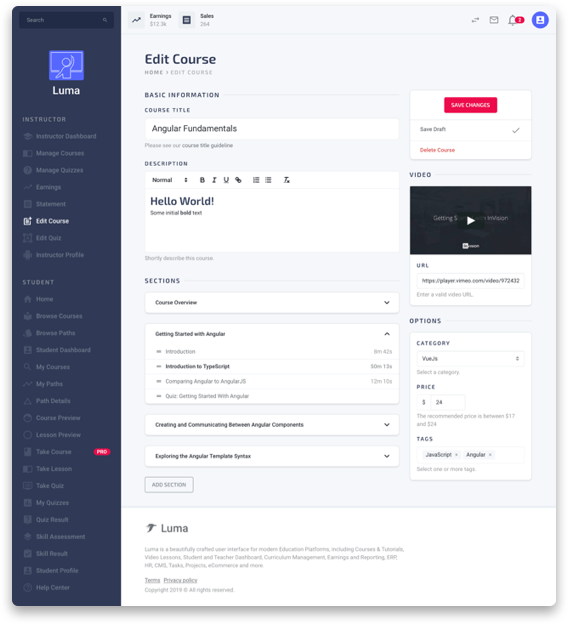 Search
Luma
INSTRUCTOR
Instructor Dashboard
Manage Courses
Manage Quizzes
Earnings
Statement
Edit Course
Edit Quiz
Instructor Profile
STUDENT
Home
Browse Courses
Browse Paths
Student Dashboard
My Courses
My Paths
Path Details
Course Preview
Lesson Preview
Take Course PRO
Take Lesson
Take Quiz
My Quizzes
Quiz Result
Skill Assessment
Skill Result
Student Profile
Help Center
Earnings
$12.3k
Sales
264
2
Edit Course
HOME > EDIT COURSE
BASIC INFORMATION
COURSE TITLE
Angular Fundamentals
Please see our course title guideline
DESCRIPTION
Normal B I U
Hello World!
Some initial bold text
Shortly describe this course.
SECTIONS
Course Overview
Getting Started with Angular
Introduction 8m 42s
Introduction to TypeScript 50m 13s
Comparing Angular to AngularJS 12m 10s
Quiz: Getting Started With Angular
Creating and Communicating Between Angular Components
Exploring the Angular Template Syntax
ADD SECTION
SAVE CHANGES
Save Draft
Delete Course
VIDEO
Getting S InVision
vision
URL
https://player.vimeo.com/video/972432
Enter a valid video URL.
OPTIONS
CATEGORY
VueJs
Select a category
PRICE
$ 24
The recommended price is between $17
and $24
TAGS
JavaScript × Angular ×
Select one or more tags.
Luma
Luma is a beautifully crafted user interface for modern Education Platforms, including Courses & Tutorials,
Video Lessons, Student and Teacher Dashboard, Curriculum Management, Earnings and Reporting, ERP,
HR, CMS, Tasks, Projects, eCommerce and more.
Terms Privacy policy
Copyright 2019 © All rights reserved.